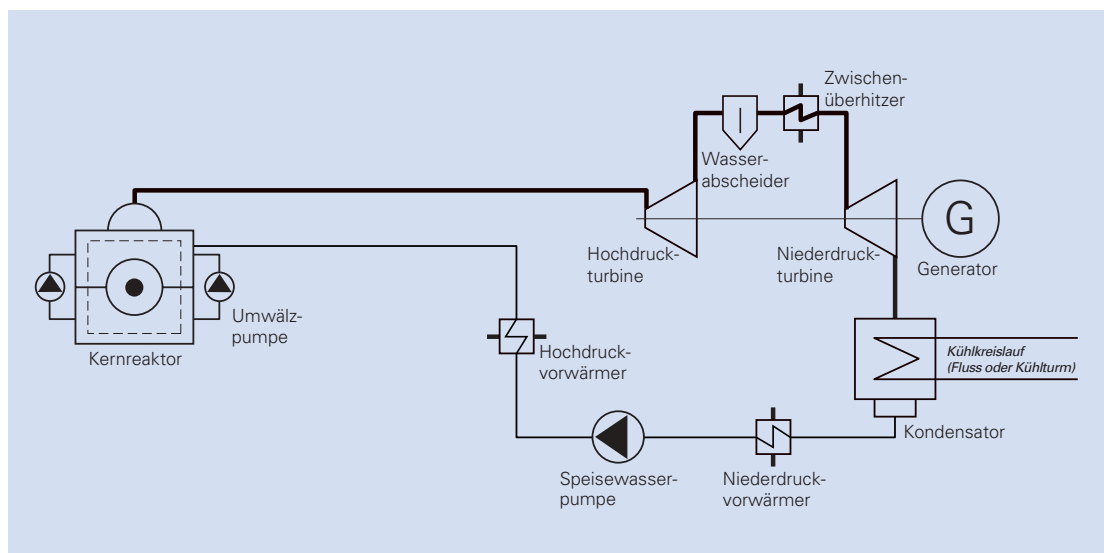 Zwischen-
überhitzer
Wasser-
abscheider
Hochdruck-
turbine
Niederdruck-
turbine
G
Generator
Umwälz-
pumpe
Kernreaktor
Hochdruck-
vorwärmer
Kühlkreislauf
(Fluss oder Kühlturm)
Kondensator
Speisewasser-
pumpe
Niederdruck-
vorwärmer